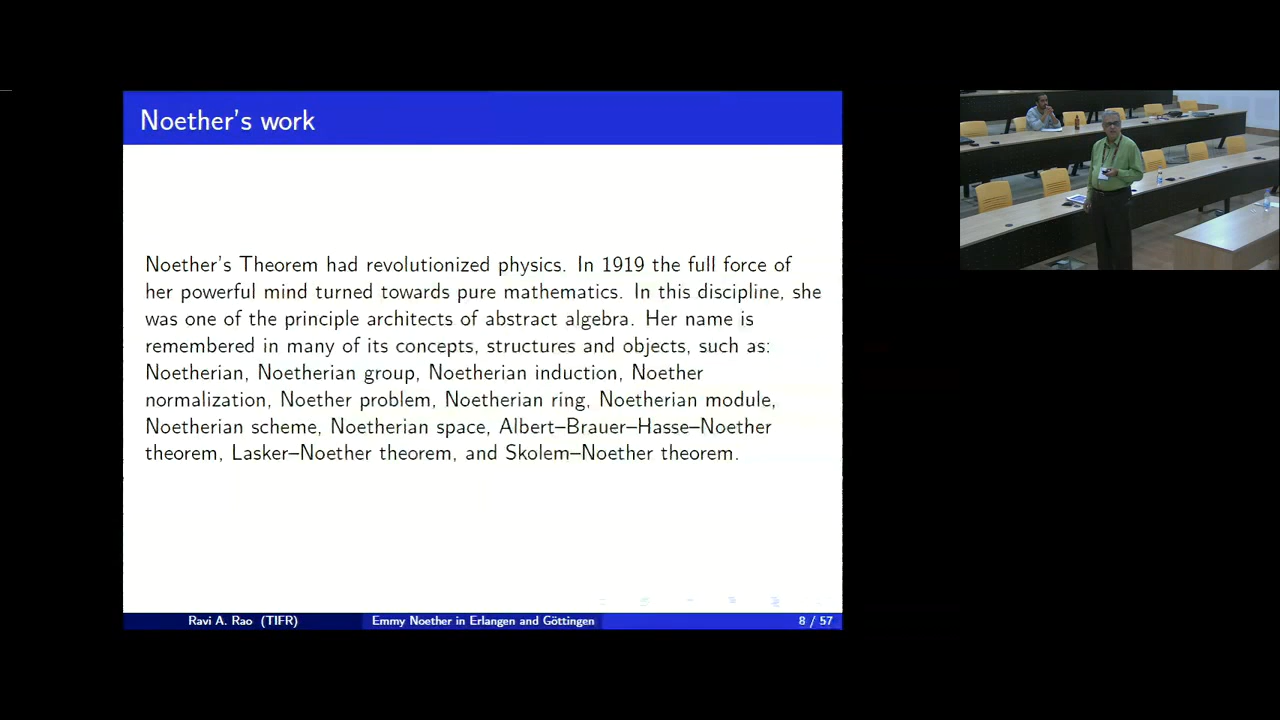 Noether's work
Noether's Theorem had revolutionized physics. In 1919 the full force of
her powerful mind turned towards pure mathematics. In this discipline, she
was one of the principle architects of abstract algebra. Her name is
remembered in many of its concepts, structures and objects, such as:
Noetherian, Noetherian group, Noetherian induction, Noether
normalization, Noether problem, Noetherian ring, Noetherian module,
Noetherian scheme, Noetherian space, Albert–Brauer–Hasse–Noether
theorem, Lasker–Noether theorem, and Skolem–Noether theorem.
Ravi A. Rao (TIFR) Emmy Noether in Erlangen and Göttingen 8 / 57